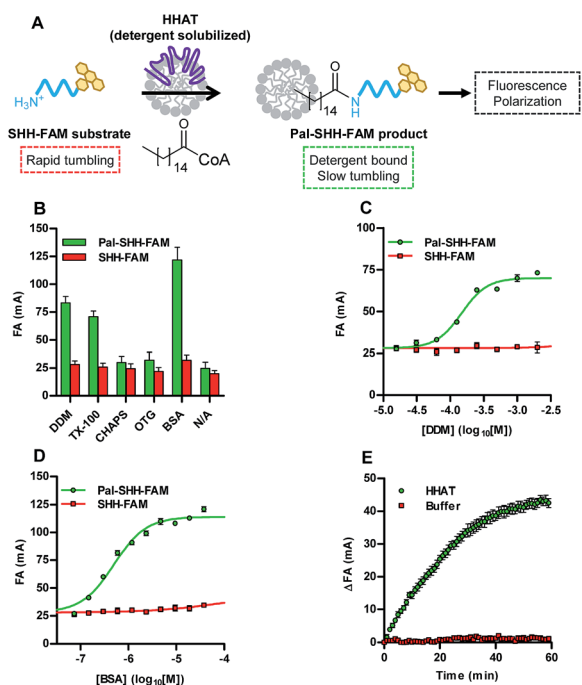 A
HHAT
(detergent solubilized)
H3N+
14
CoA
O
O
N
H
14
Fluorescence
Polarization
SHH-FAM substrate
Pal-SHH-FAM product
Rapid tumbling
Detergent bound
Slow tumbling
B
FA (mA)
125
100
75
50
25
0
Pal-SHH-FAM
SHH-FAM
DDM
TX-100
CHAPS
OTG
BSA
N/A
C
FA (mA)
100
75
50
25
0
Pal-SHH-FAM
SHH-FAM
-5.0 -4.5 -4.0 -3.5 -3.0 -2.5
[DDM] (log10[M])
D
FA (mA)
150
125
100
75
50
25
0
Pal-SHH-FAM
SHH-FAM
-7 -6 -5 -4
[BSA] (log10[M])
E
Δ FA (mA)
50
40
30
20
10
0
HHAT
Buffer
0 20 40 60
Time (min)